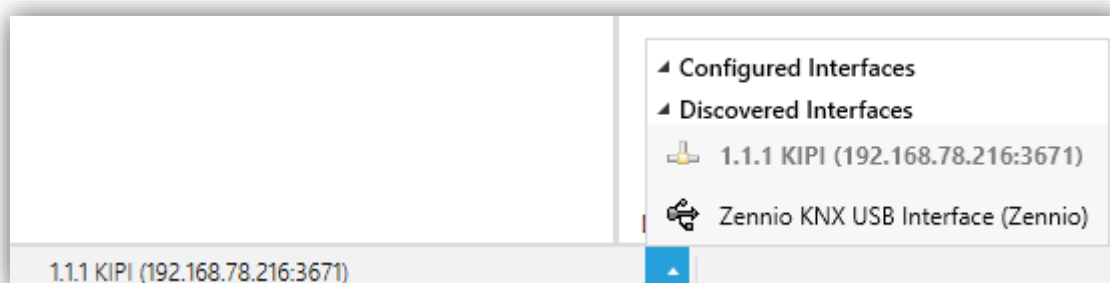 Configured Interfaces
Discovered Interfaces
1.1.1 KIPI (192.168.78.216:3671)
Zennio KNX USB Interface (Zennio)
1.1.1 KIPI (192.168.78.216:3671)